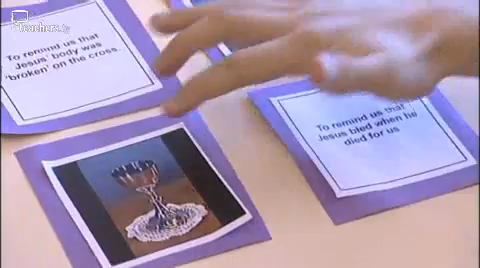 Teachers.tv
To remind us that
Jesus' body was
'broken' on the cross.
To remind us that
Jesus bled when he
died for us